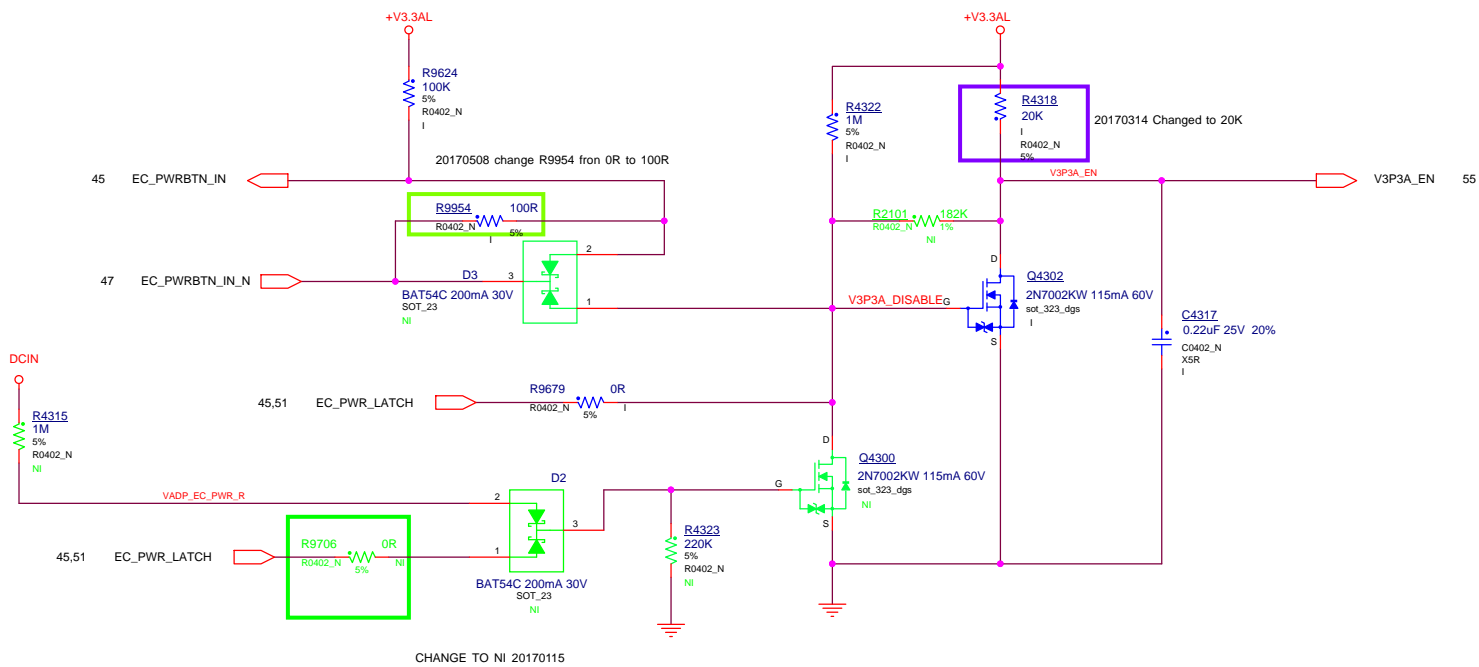 +V3.3AL
R9624
100K
5%
R0402_N
I
20170508 change R9954 fron 0R to 100R
45 EC_PWRBTN_IN
R9954 100R
R0402_N I 5%
47 EC_PWRBTN_IN_N
D3 3 2 1
BAT54C 200mA 30V
SOT_23
NI
+V3.3AL
R4322
1M
5%
R0402_N
I
R4318
20K
I
R0402_N
5%
20170314 Changed to 20K
V3P3A_EN
V3P3A_EN 55
R2101 182K
R0402_N 1%
NI
V3P3A_DISABLE
G
D
S
Q4302
2N7002KW 115mA 60V
sot_323_dgs
I
C4317
0.22uF 25V 20%
C0402_N
X5R
I
DCIN
R4315
1M
5%
R0402_N
NI
45,51 EC_PWR_LATCH
R9679 0R
R0402_N 5% I
VADP_EC_PWR_R
45,51 EC_PWR_LATCH
R9706 0R
R0402_N 5% NI
D2
2 1 3
BAT54C 200mA 30V
SOT_23
NI
R4323
220K
5%
R0402_N
NI
G
D
S
Q4300
2N7002KW 115mA 60V
sot_323_dgs
NI
CHANGE TO NI 20170115